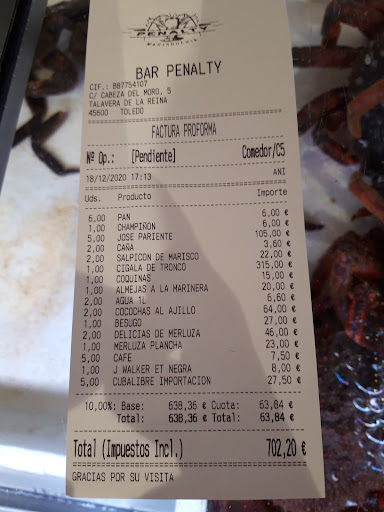 PENALTY
MARISQUERIA
BAR PENALTY
CIF.: B87754107
C/ CABEZA DEL MORO, 5
TALAVERA DE LA REINA
45600 TOLEDO
FACTURA PROFORMA
Nº Op.: [Pendiente] Comedor/C5
18/12/2020 17:13 ANI
Uds. Producto Importe
6,00 PAN 6,00 €
1,00 CHAMPIÑON 6,00 €
5,00 JOSE PARIENTE 105,00 €
2,00 CAÑA 3,60 €
2,00 SALPICON DE MARISCO 22,00 €
1,00 CIGALA DE TRONCO 315,00 €
1,00 COQUINAS 15,00 €
1,00 ALMEJAS A LA MARINERA 20,00 €
2,00 AGUA 1L 6,60 €
2,00 COCOCHAS AL AJILLO 64,00 €
1,00 BESUGO 27,00 €
2,00 DELICIAS DE MERLUZA 46,00 €
1,00 MERLUZA PLANCHA 23,00 €
5,00 CAFE 7,50 €
1,00 J WALKER ET NEGRA 8,00 €
5,00 CUBALIBRE IMPORTACION 27,50 €
10,00%: Base: 638,36 € Cuota: 63,84 €
Total: 638,36 € Total: 63,84 €
Total (Impuestos Incl.) 702,20 €
GRACIAS POR SU VISITA